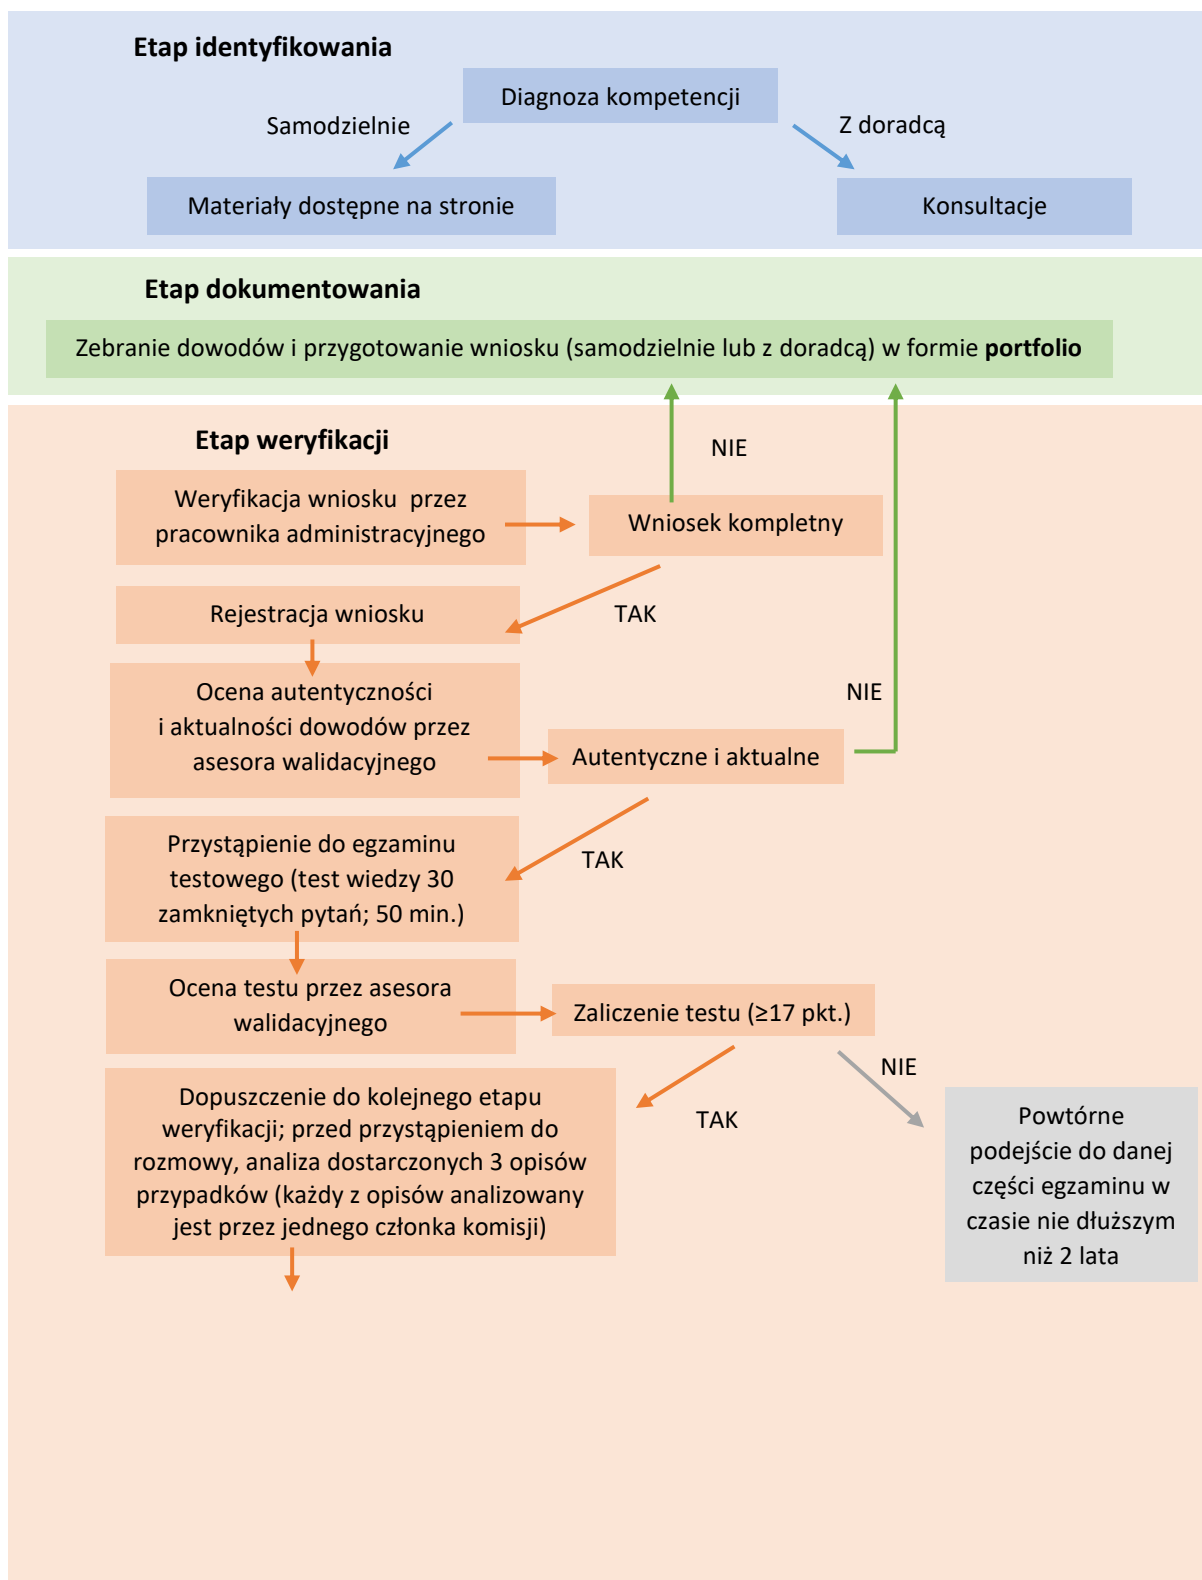 Etap identyfikowania
Diagnoza kompetencji
Samodzielnie
Z doradcą
Materiały dostępne na stronie
Konsultacje
Etap dokumentowania
Zebranie dowodów i przygotowanie wniosku (samodzielnie lub z doradcą) w formie portfolio
Etap weryfikacji
NIE
Weryfikacja wniosku przez
pracownika administracyjnego
Wniosek kompletny
Rejestracja wniosku
TAK
Ocena autentyczności
i aktualności dowodów przez
asesora walidacyjnego
NIE
Autentyczne i aktualne
Przystąpienie do egzaminu
testowego (test wiedzy 30
zamkniętych pytań; 50 min.)
TAK
Ocena testu przez asesora
walidacyjnego
Zaliczenie testu (≥17 pkt.)
NIE
Dopuszczenie do kolejnego etapu
weryfikacji; przed przystąpieniem do
rozmowy, analiza dostarczonych 3 opisów
przypadków (każdy z opisów analizowany
jest przez jednego członka komisji)
TAK
Powtórne
podejście do danej
części egzaminu w
czasie nie dłuższym
niż 2 lata